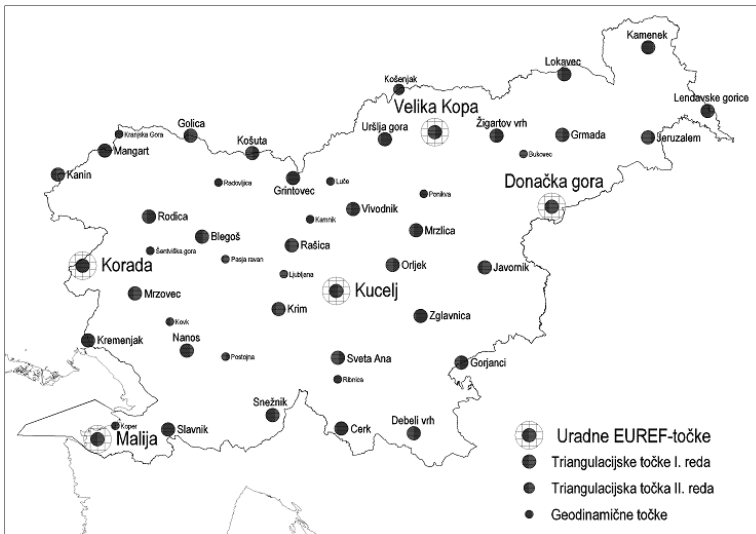 Kamenek
Lokavec
Košenjak
Lendavske gorice
Velika Kopa
Golica
Kranjska Gora
Uršlja gora
Žigartov vrh
Grmada
Jeruzalem
Košuta
Mangart
Bukovec
Kanin
Grintovec
Luče
Radovljica
Ponikva
Donačka gora
Vivodnik
Rodica
Kamnik
Mrzlica
Blegoš
Rašica
Šentviška gora
Pasja ravan
Korada
Orljek
Javornik
Ljubljana
Kucelj
Mrzovec
Krim
Zglavnica
Kovk
Kremenjak
Nanos
Postojna
Sveta Ana
Gorjanci
Ribnica
Snežnik
Debeli vrh
Koper
Slavnik
Cerk
Malija
Uradne EUREF-točke
Triangulacijske točke I. reda
Triangulacijska točka II. reda
Geodinamične točke